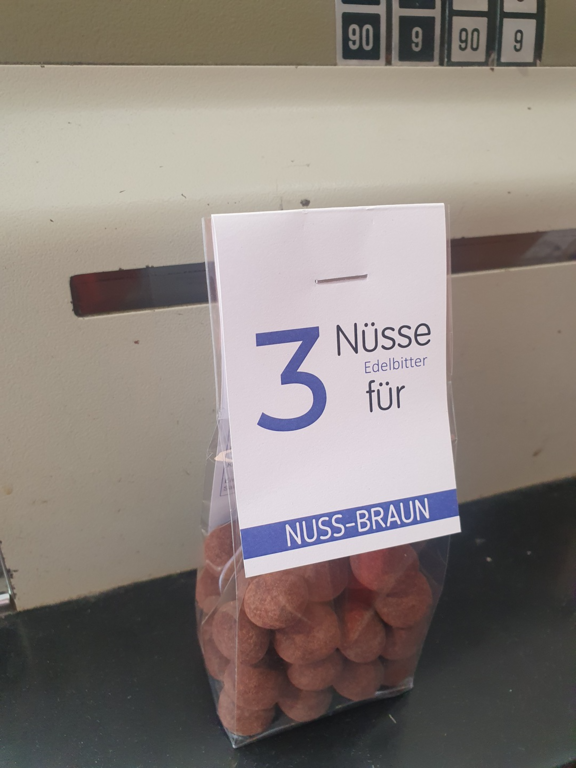 90 9 90 9
3 Nüsse
Edelbitter
für
NUSS-BRAUN